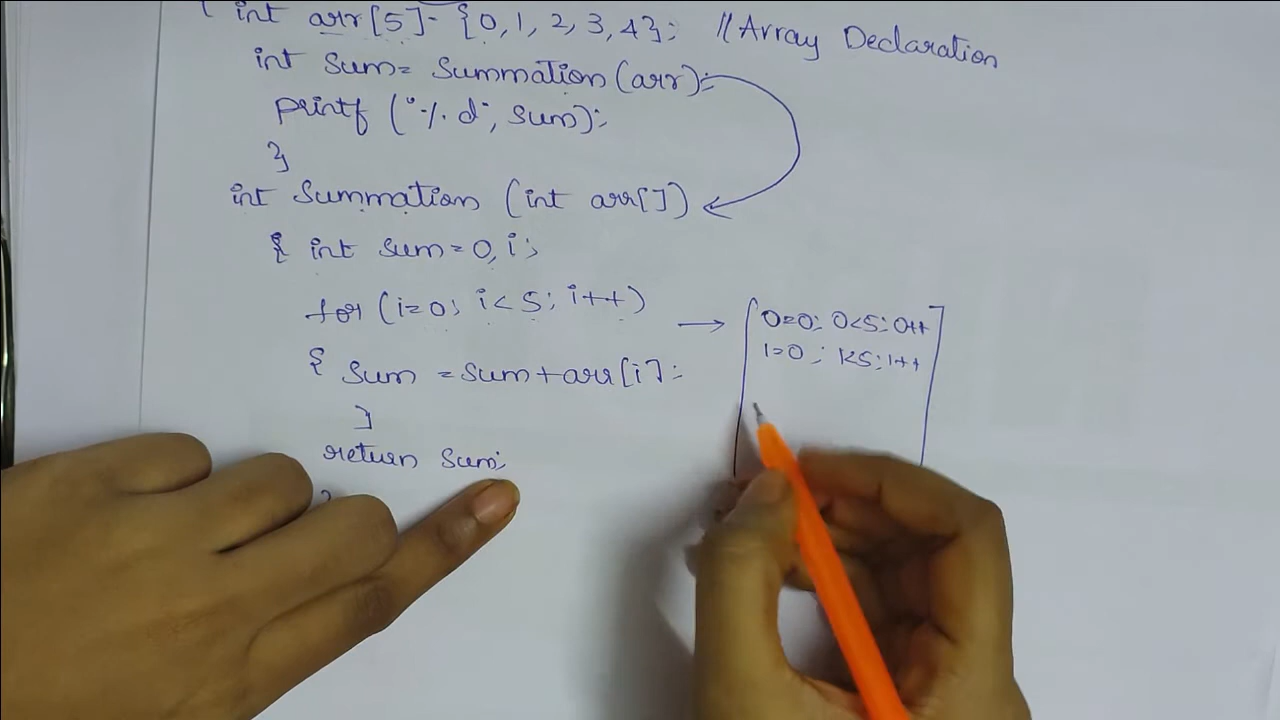 { int arr[5]= {0, 1, 2, 3, 4}; //Array Declaration
int Sum= Summation (arr);
printf ("%d", Sum);
}
int Summation (int arr[])
{ int sum=0, i;
for (i=0; i<5; i++)
{ Sum =sum+arr[i];
}
return Sum;
}
→ 0=0; 0<5; 0++
1=0; 1<5; 1++